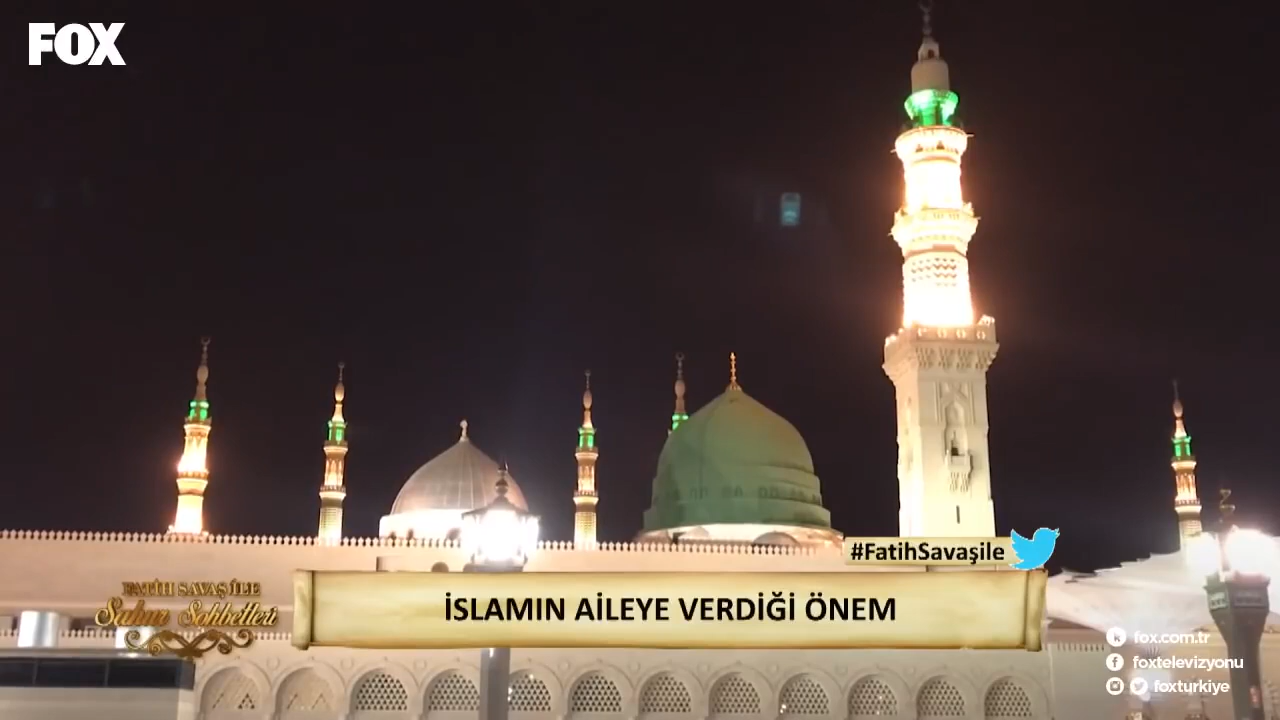 FOX
#FatihSavaşile
FATİH SAVAŞ İLE
Sahur Sohbetleri
İSLAMIN AİLEYE VERDİĞİ ÖNEM
fox.com.tr
foxtelevizyonu
foxturkiye